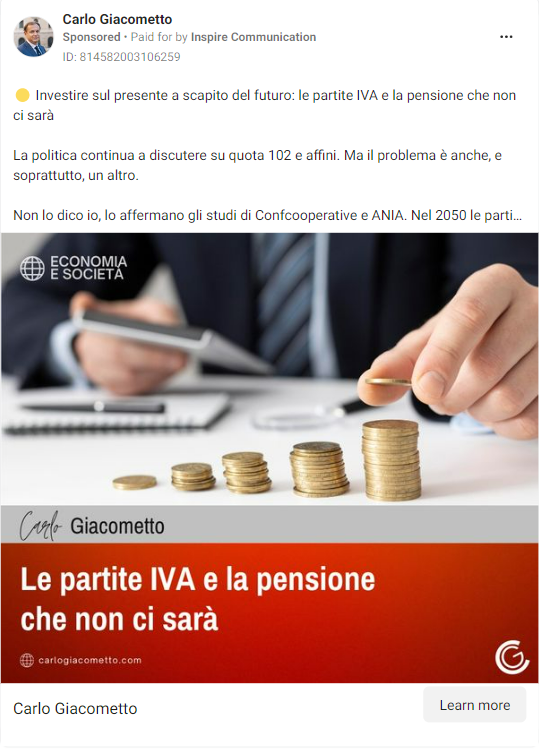 Carlo Giacometto
Sponsored • Paid for by Inspire Communication
ID: 814582003106259
🟡 Investire sul presente a scapito del futuro: le partite IVA e la pensione che non
ci sarà
La politica continua a discutere su quota 102 e affini. Ma il problema è anche, e
soprattutto, un altro.
Non lo dico io, lo affermano gli studi di Confcooperative e ANIA. Nel 2050 le parti...
ECONOMIA
E SOCIETÀ
Carlo Giacometto
Le partite IVA e la pensione
che non ci sarà
carlogiacometto.com
Carlo Giacometto
Learn more